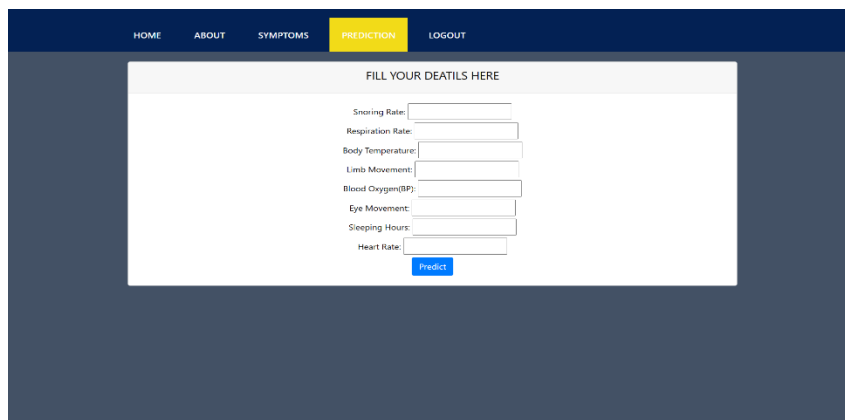 HOME ABOUT SYMPTOMS PREDICTION LOGOUT
FILL YOUR DEATILS HERE
Snoring Rate:
Respiration Rate:
Body Temperature:
Limb Movement:
Blood Oxygen(BP):
Eye Movement:
Sleeping Hours:
Heart Rate:
Predict